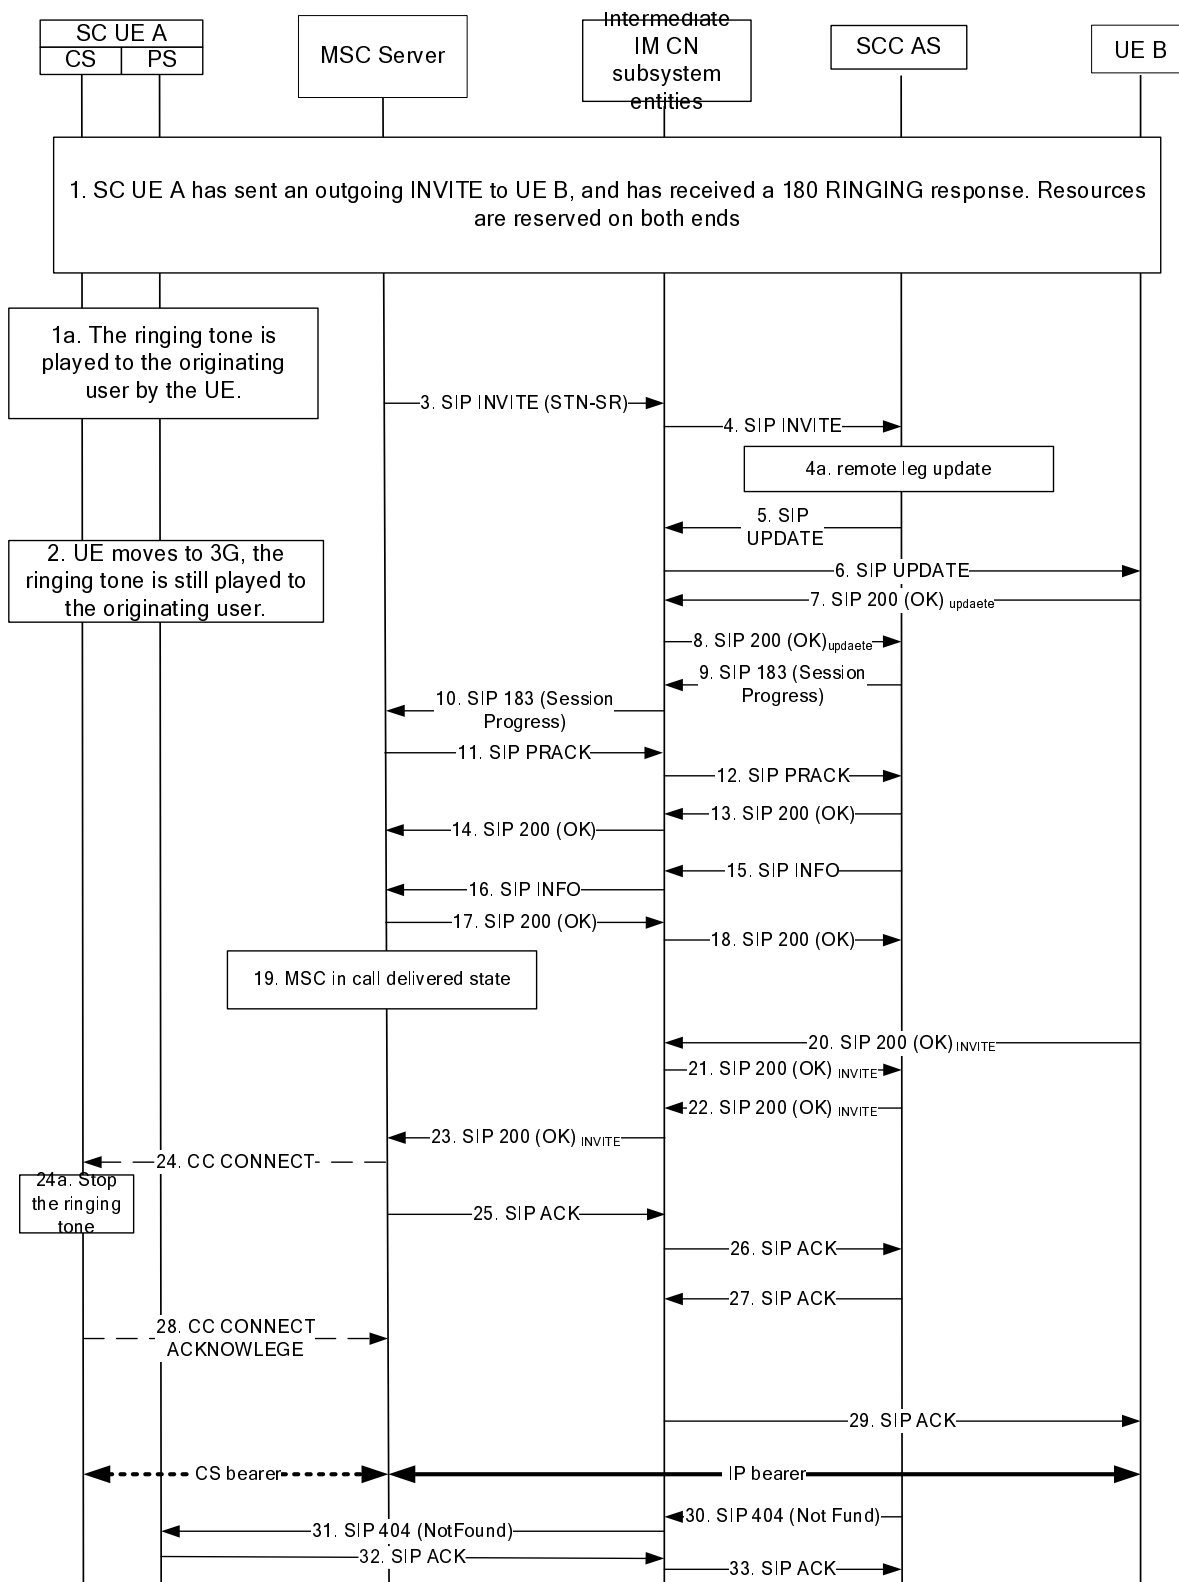 SC UE A
CS PS
MSC Server
Intermediate
IM CN
subsystem
entities
SCC AS
UE B
1. SC UE A has sent an outgoing INVITE to UE B, and has received a 180 RINGING response. Resources
are reserved on both ends
1a. The ringing tone is
played to the originating
user by the UE.
3. SIP INVITE (STN-SR)
4. SIP INVITE
4a. remote leg update
5. SIP
UPDATE
2. UE moves to 3G, the
ringing tone is still played to
the originating user.
6. SIP UPDATE
7. SIP 200 (OK) updaete
8. SIP 200 (OK)updaete
9. SIP 183 (Session
Progress)
10. SIP 183 (Session
Progress)
11. SIP PRACK
12. SIP PRACK
13. SIP 200 (OK)
14. SIP 200 (OK)
15. SIP INFO
16. SIP INFO
17. SIP 200 (OK)
18. SIP 200 (OK)
19. MSC in call delivered state
20. SIP 200 (OK) INVITE
21. SIP 200 (OK) INVITE
22. SIP 200 (OK) INVITE
23. SIP 200 (OK) INVITE
24. CC CONNECT
24a. Stop
the ringing
tone
25. SIP ACK
26. SIP ACK
27. SIP ACK
28. CC CONNECT
ACKNOWLEGE
29. SIP ACK
CS bearer
IP bearer
30. SIP 404 (Not Fund)
31. SIP 404 (NotFound)
32. SIP ACK
33. SIP ACK